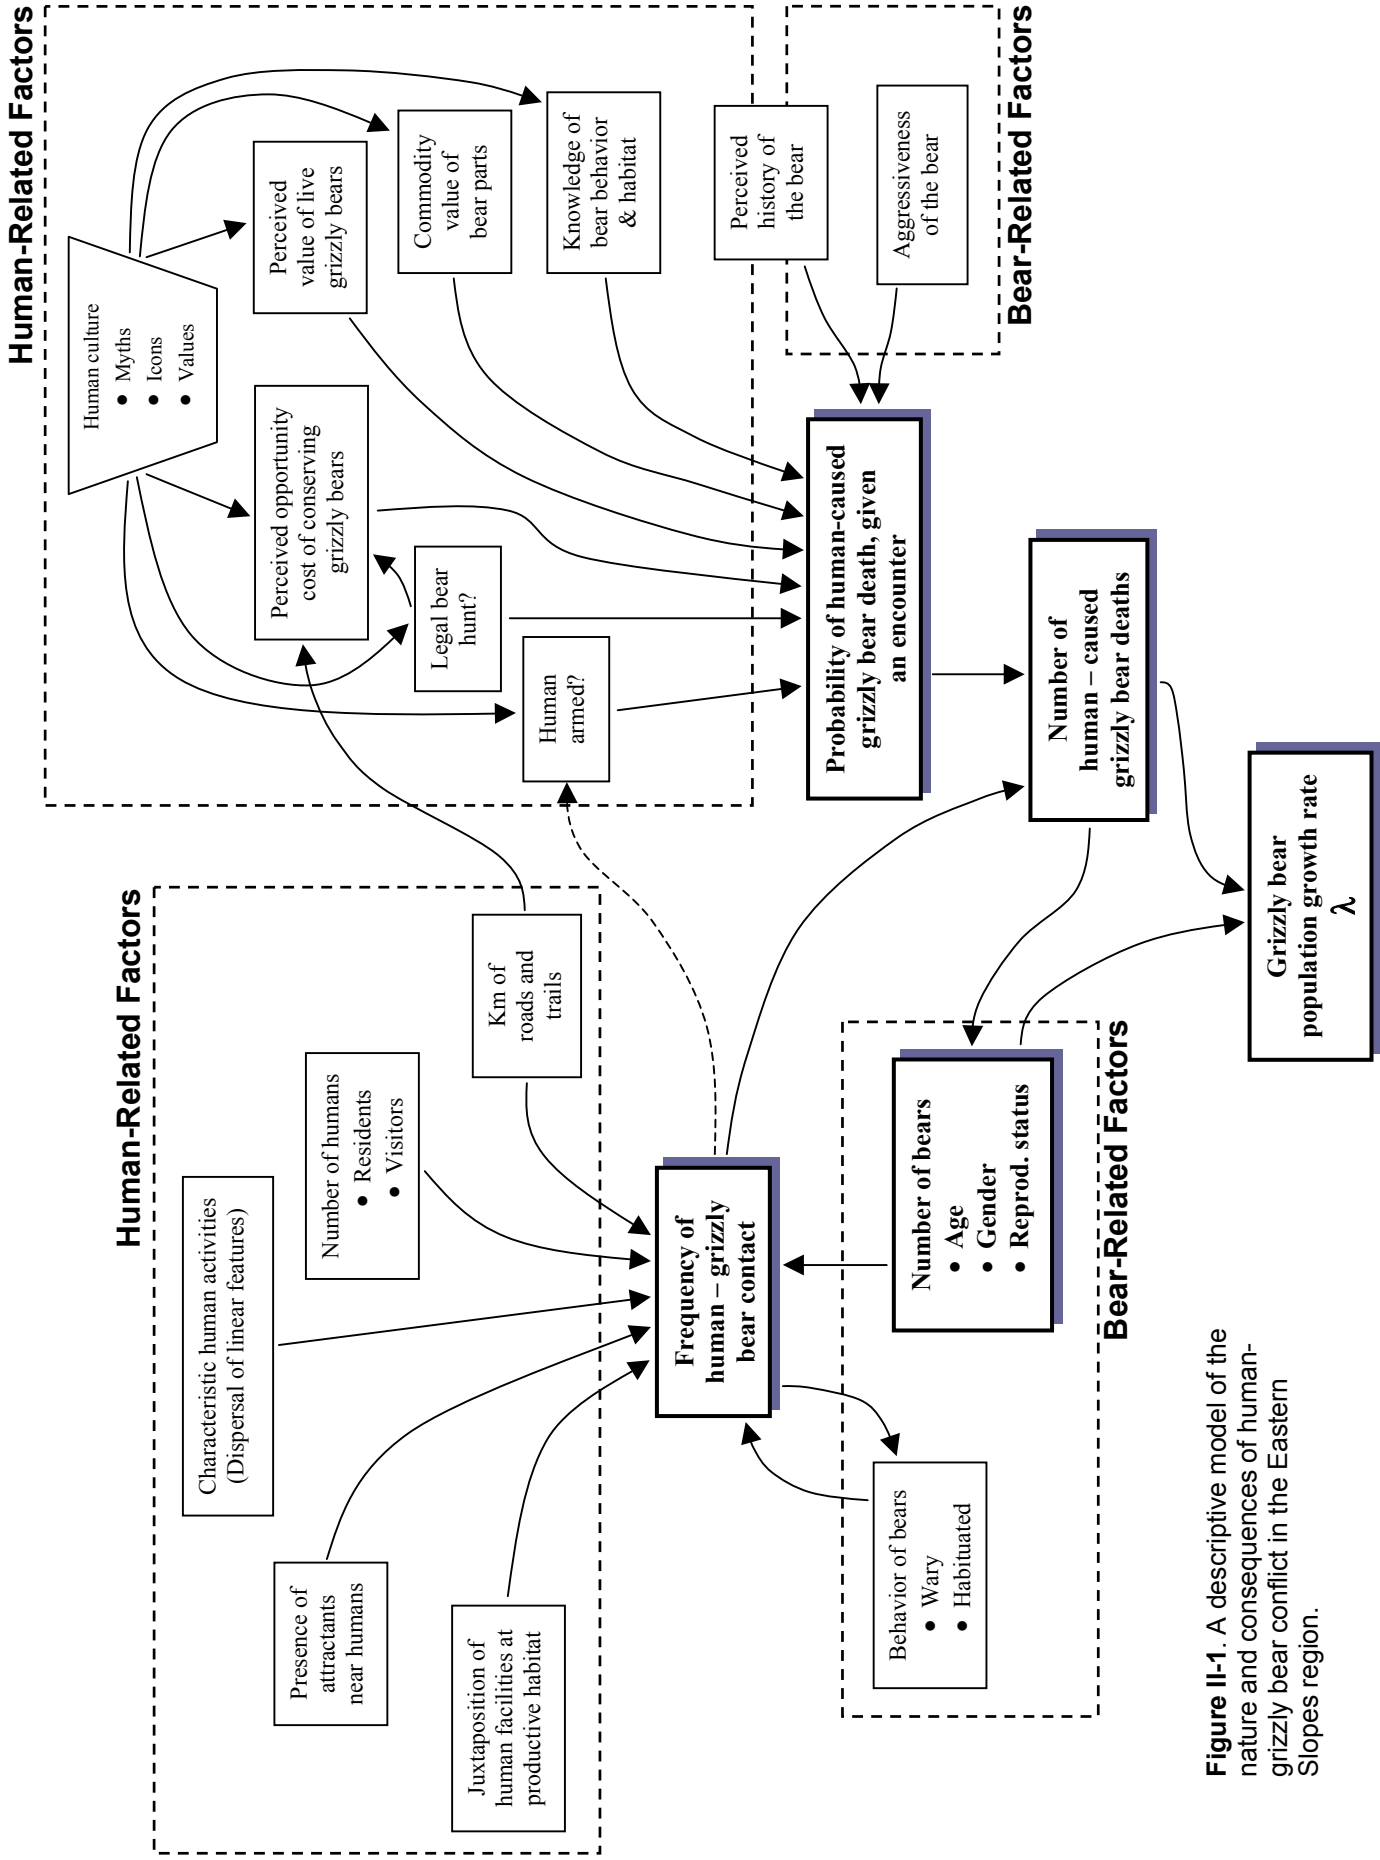 Human-Related Factors
Characteristic human activities
(Dispersal of linear features)
Presence of
attractants
near humans
Number of humans
● Residents
● Visitors
Juxtaposition of
human facilities at
productive habitat
Km of
roads and
trails
Human-Related Factors
Human culture
● Myths
● Icons
● Values
Perceived opportunity
cost of conserving
grizzly bears
Perceived
value of live
grizzly bears
Legal bear
hunt?
Commodity
value of
bear parts
Human
armed?
Knowledge of
bear behavior
& habitat
Frequency of
human – grizzly
bear contact
Probability of human-caused
grizzly bear death, given
an encounter
Perceived
history of
the bear
Aggressiveness
of the bear
Bear-Related Factors
Behavior of bears
● Wary
● Habituated
Number of bears
● Age
● Gender
● Reprod. status
Bear-Related Factors
Number of
human – caused
grizzly bear deaths
Grizzly bear
population growth rate
λ
Figure II-1. A descriptive model of the
nature and consequences of human-
grizzly bear conflict in the Eastern
Slopes region.